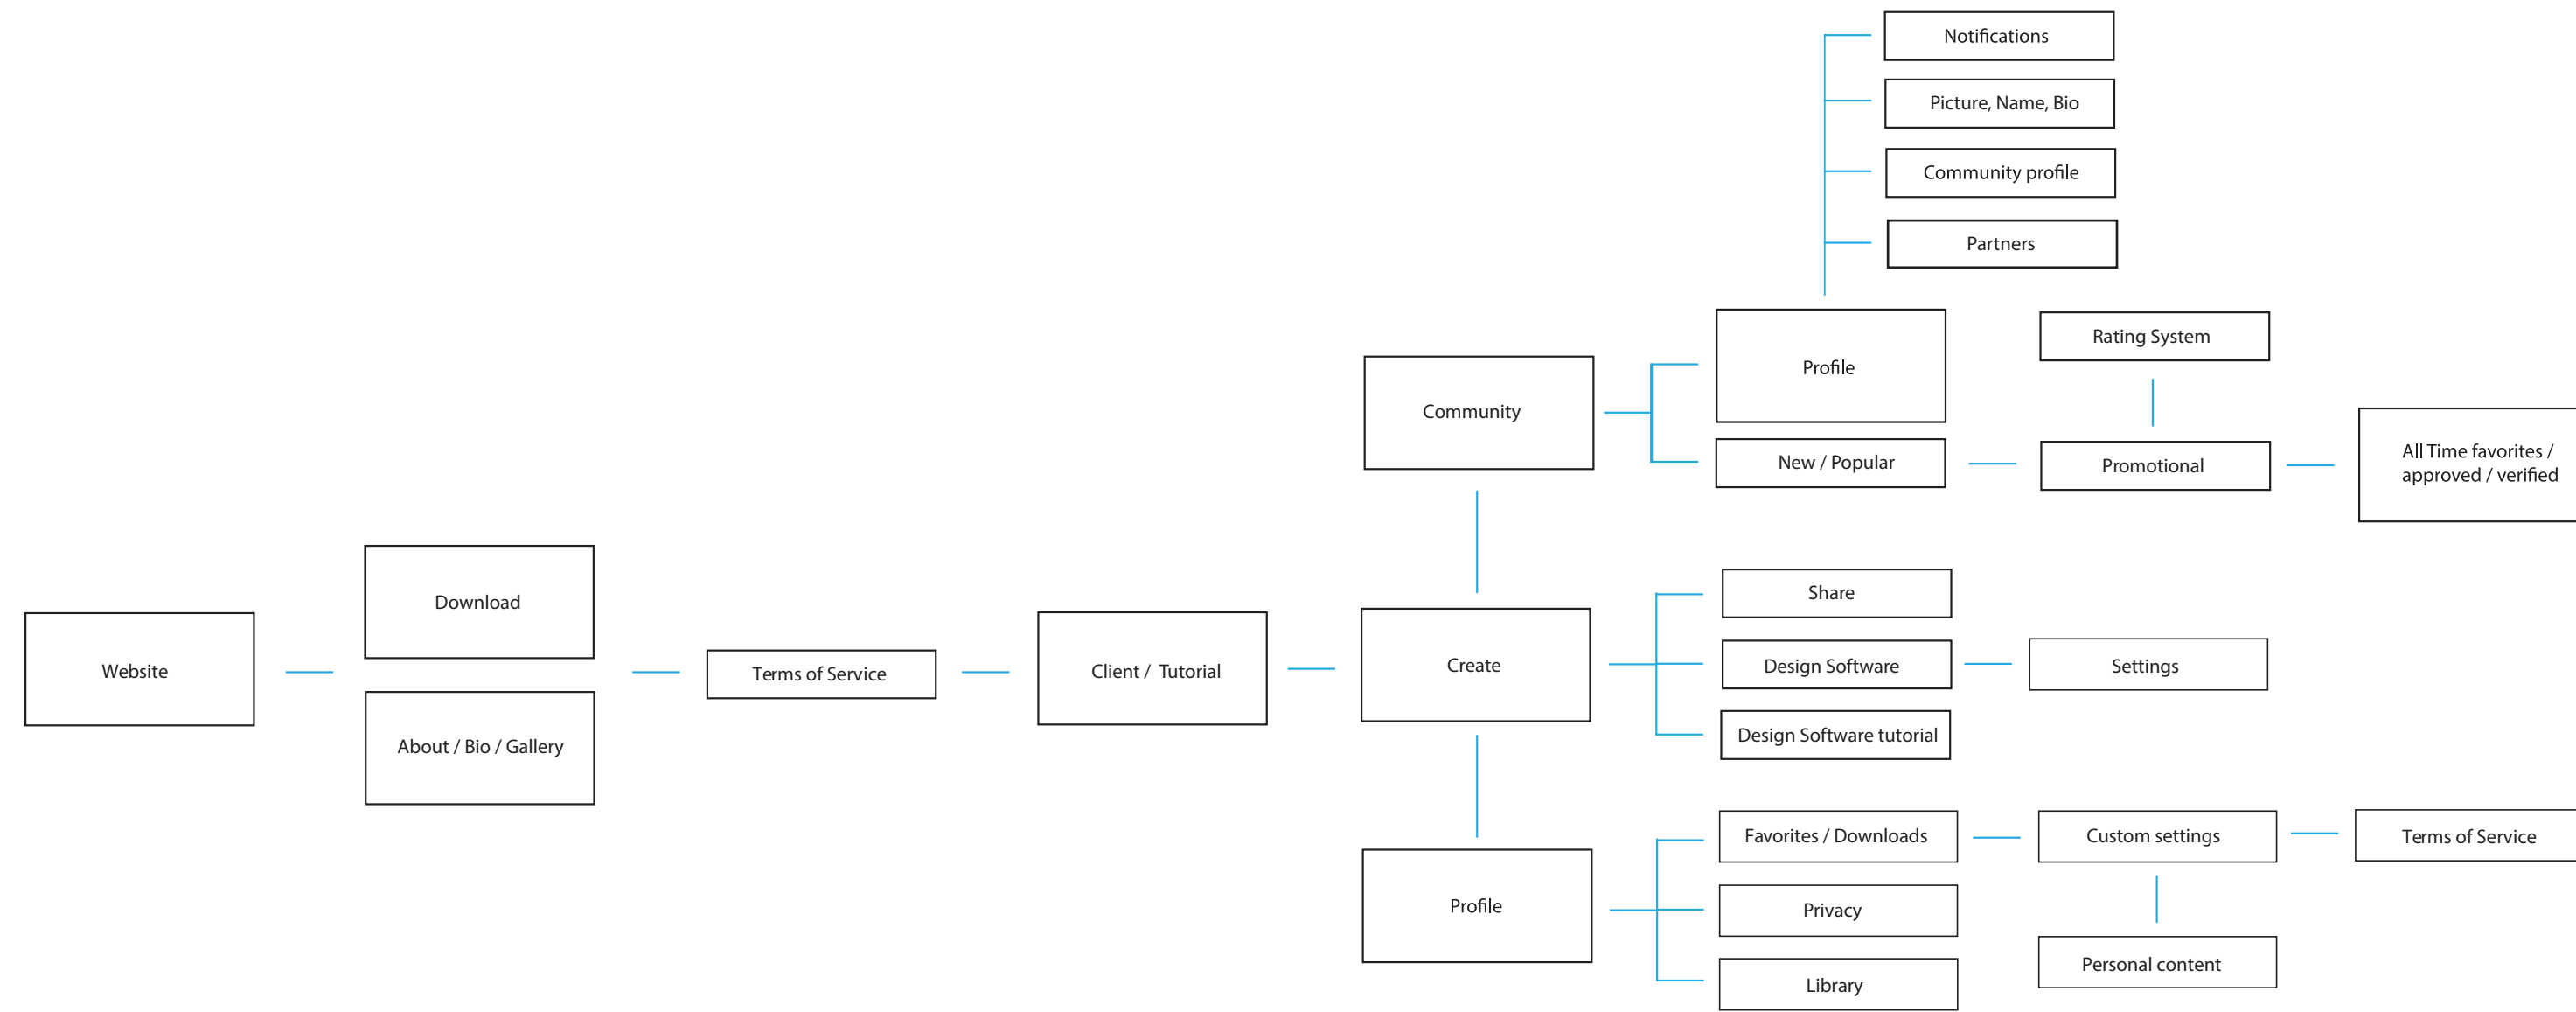 Notifications
Picture, Name, Bio
Community profile
Partners
Profile
Rating System
Community
New / Popular
Promotional
All Time favorites /
approved / verified
Download
Share
Website
Terms of Service
Client /  Tutorial
Create
Design Software
Settings
About / Bio / Gallery
Design Software tutorial
Favorites / Downloads
Custom settings
Terms of Service
Profile
Privacy
Personal content
Library